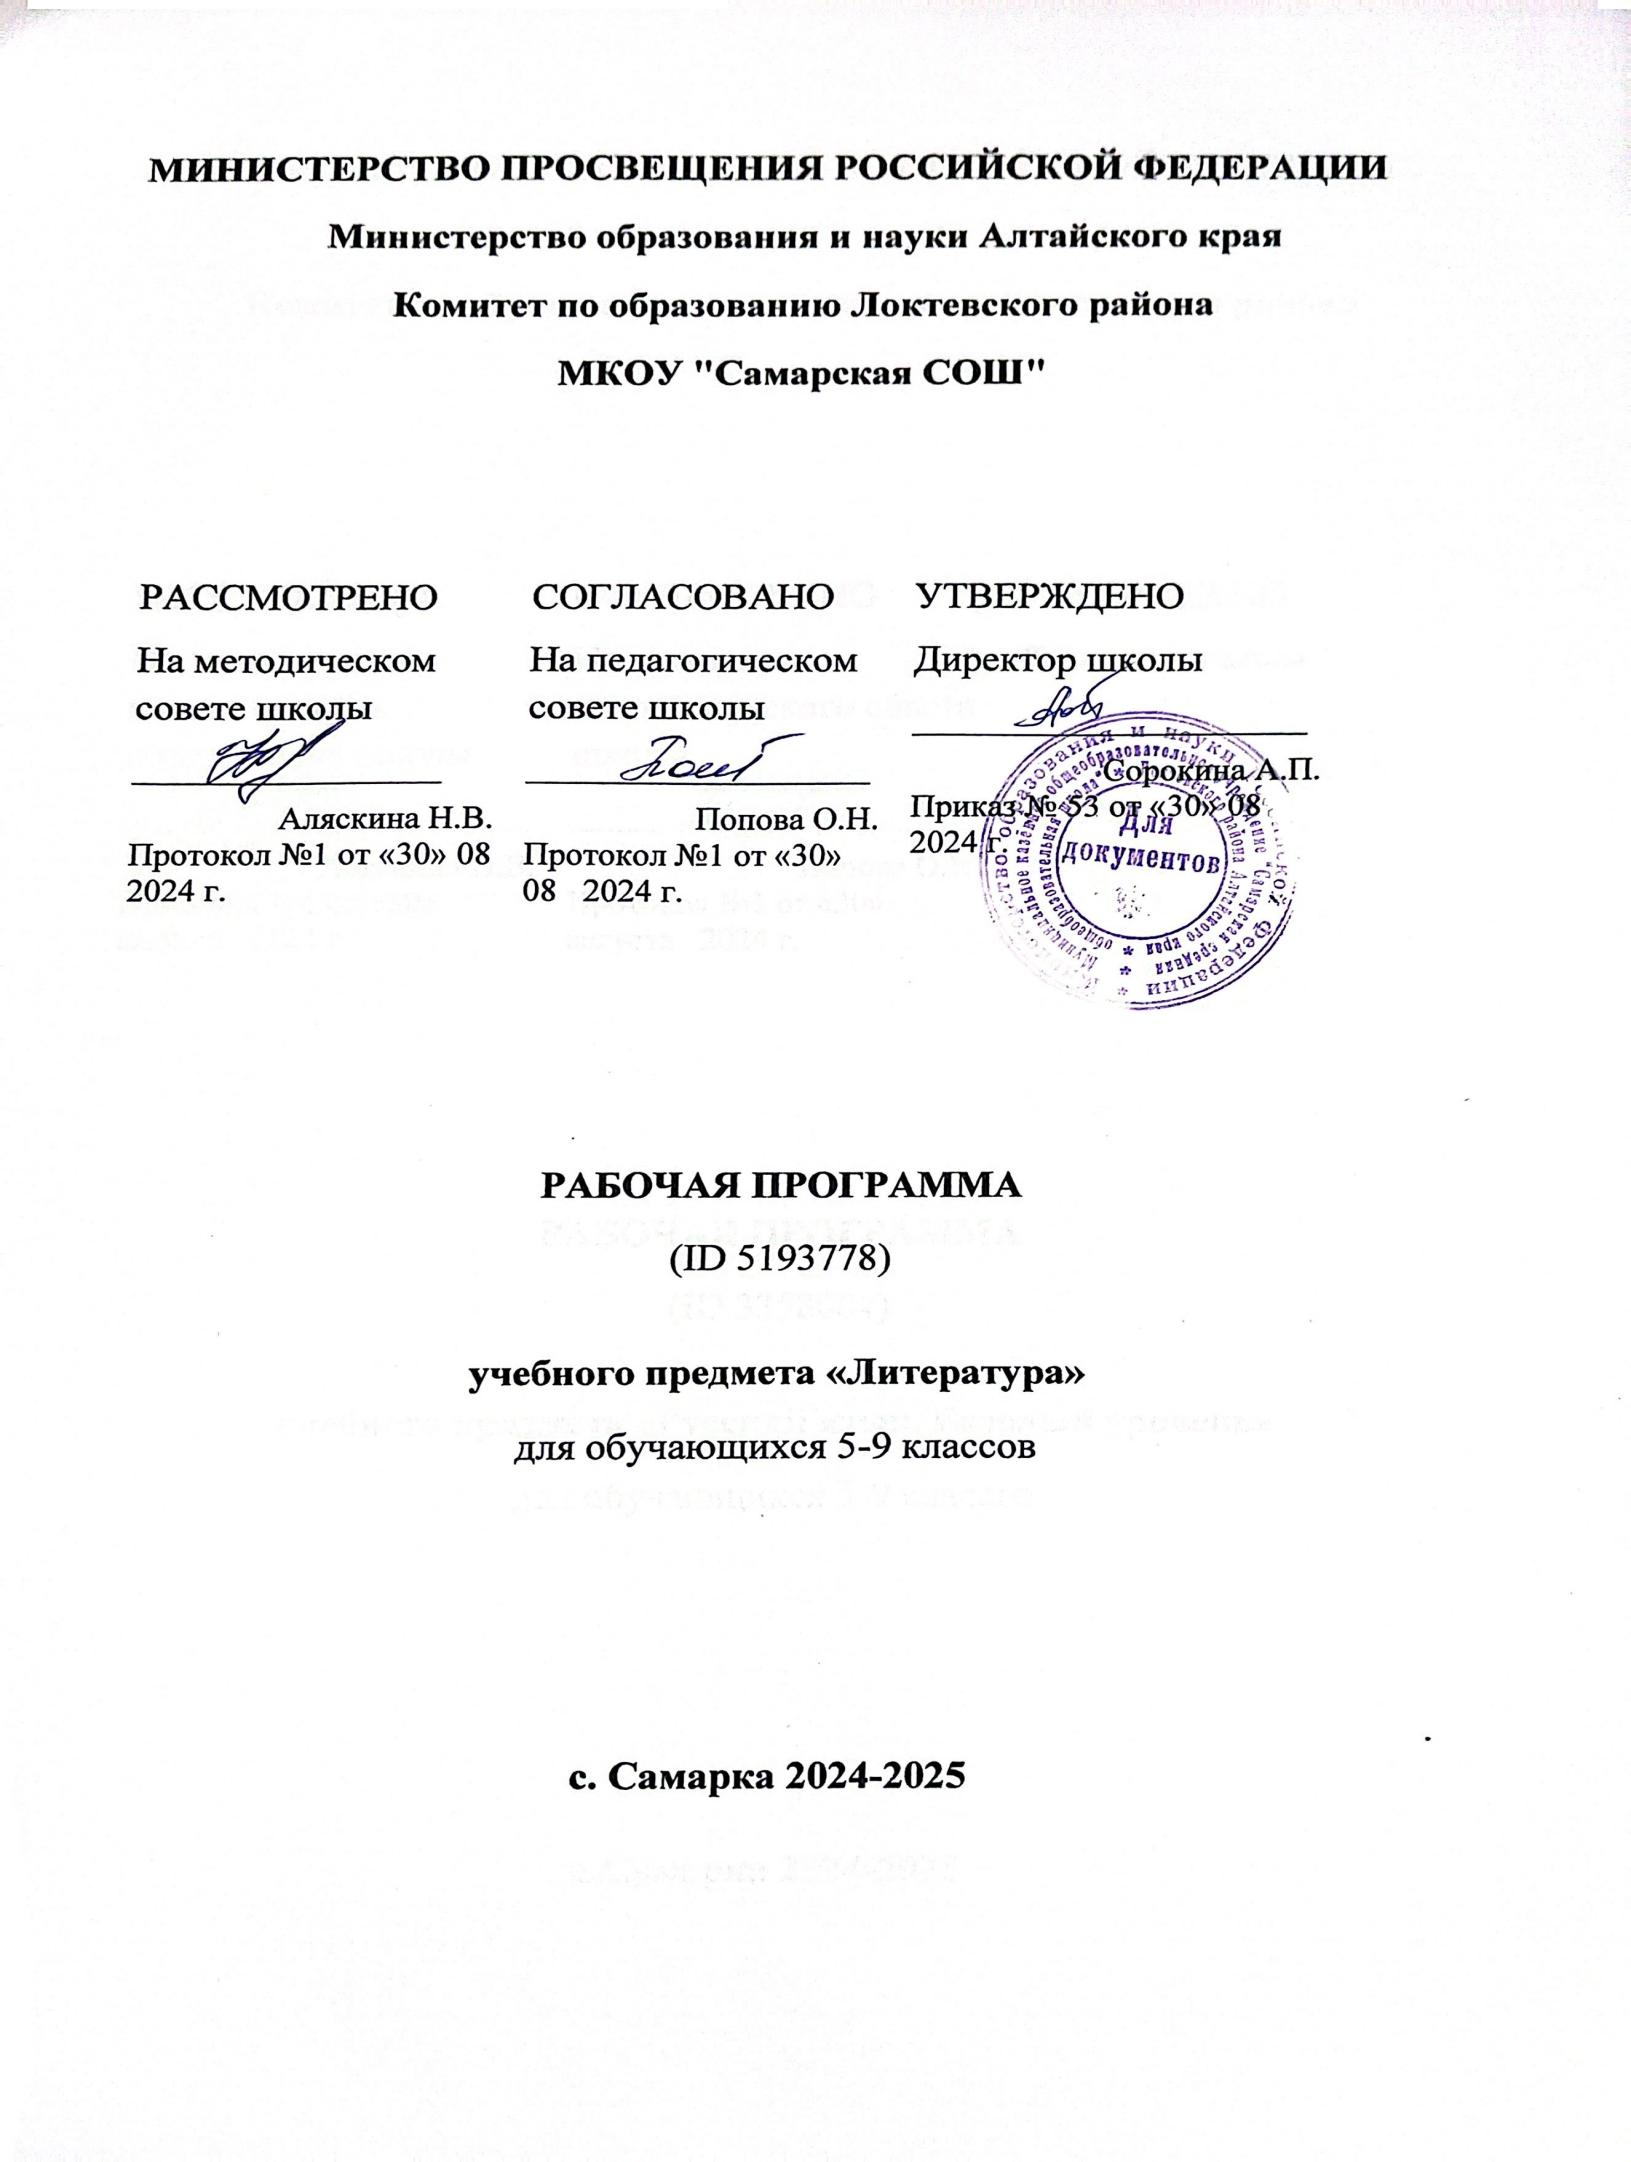 МИНИСТЕРСТВО ПРОСВЕЩЕНИЯ РОССИЙСКОЙ ФЕДЕРАЦИИ
Министерство образования и науки Алтайского края
Комитет по образованию Локтевского района
МКОУ "Самарская СОШ"
РАССМОТРЕНО
На методическом
совете школы
Аляскина Н.В.
Протокол №1 от «30» 08
2024 г.
СОГЛАСОВАНО
На педагогическом
совете школы
Попова О.Н.
Протокол №1 от «30»
08 2024 г.
УТВЕРЖДЕНО
Директор школы
Сорокина А.П.
Приказ № 53 от «30» 08
2024 г.
Для
документов
РАБОЧАЯ ПРОГРАММА
(ID 5193778)
учебного предмета «Литература»
для обучающихся 5-9 классов
с. Самарка 2024-2025